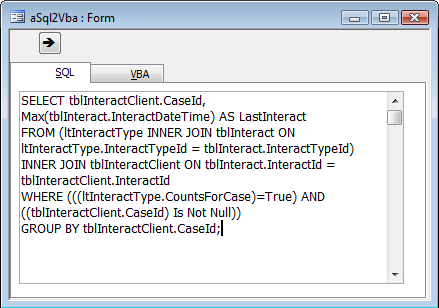 aSql2Vba : Form
SQL VBA
SELECT tblInteractClient.CaseId,
Max(tblInteract.InteractDateTime) AS LastInteract
FROM (ltInteractType INNER JOIN tblInteract ON
ltInteractType.InteractTypeId = tblInteract.InteractTypeId)
INNER JOIN tblInteractClient ON tblInteract.InteractId =
tblInteractClient.InteractId
WHERE (((ltInteractType.CountsForCase)=True) AND
((tblInteractClient.CaseId) Is Not Null))
GROUP BY tblInteractClient.CaseId;